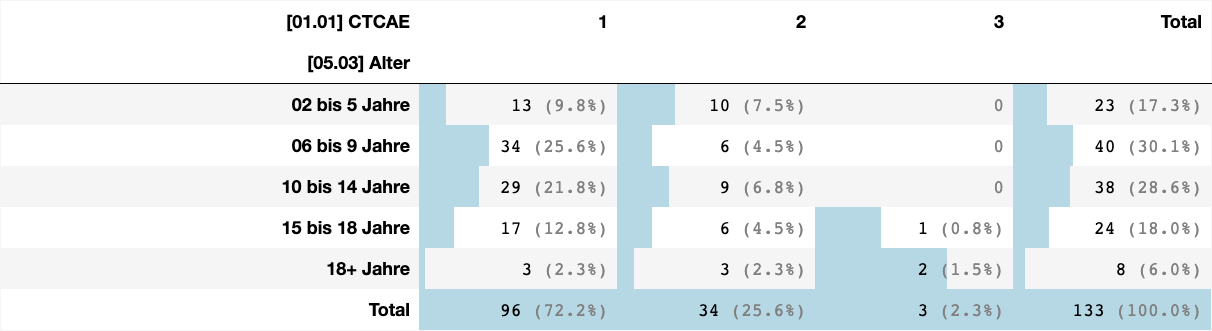 [01.01] CTCAE 1 2 3 Total
[05.03] Alter
02 bis 5 Jahre 13 (9.8%) 10 (7.5%) 0 23 (17.3%)
06 bis 9 Jahre 34 (25.6%) 6 (4.5%) 0 40 (30.1%)
10 bis 14 Jahre 29 (21.8%) 9 (6.8%) 0 38 (28.6%)
15 bis 18 Jahre 17 (12.8%) 6 (4.5%) 1 (0.8%) 24 (18.0%)
18+ Jahre 3 (2.3%) 3 (2.3%) 2 (1.5%) 8 (6.0%)
Total 96 (72.2%) 34 (25.6%) 3 (2.3%) 133 (100.0%)